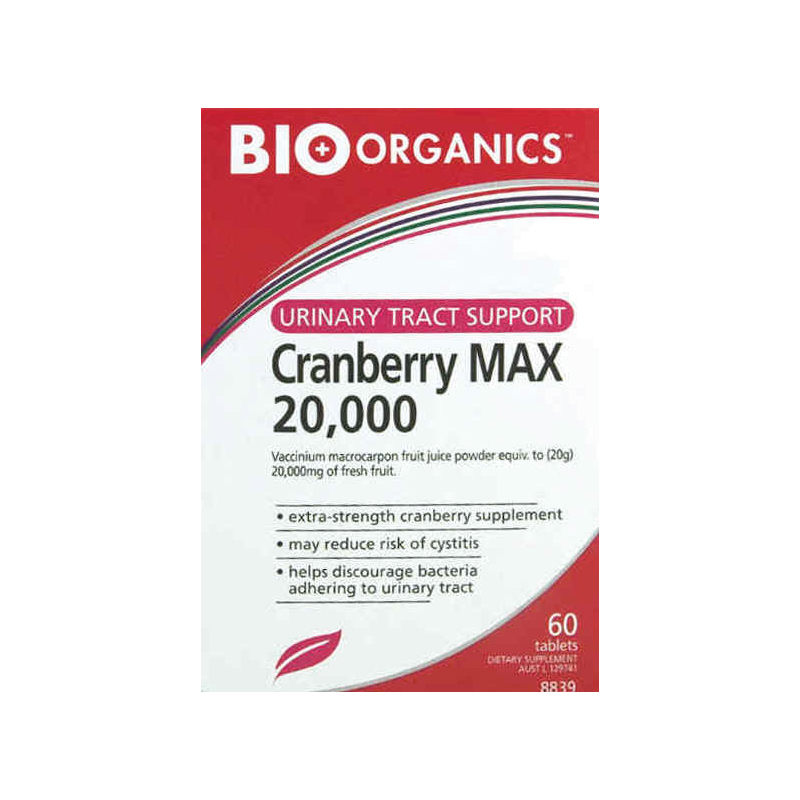 BIO ORGANICS™
URINARY TRACT SUPPORT
Cranberry MAX
20,000
Vaccinium macrocarpon fruit juice powder equiv. to (20g)
20,000mg of fresh fruit.
• extra-strength cranberry supplement
• may reduce risk of cystitis
• helps discourage bacteria
adhering to urinary tract
60
tablets
DIETARY SUPPLEMENT
AUST L 129741
8839